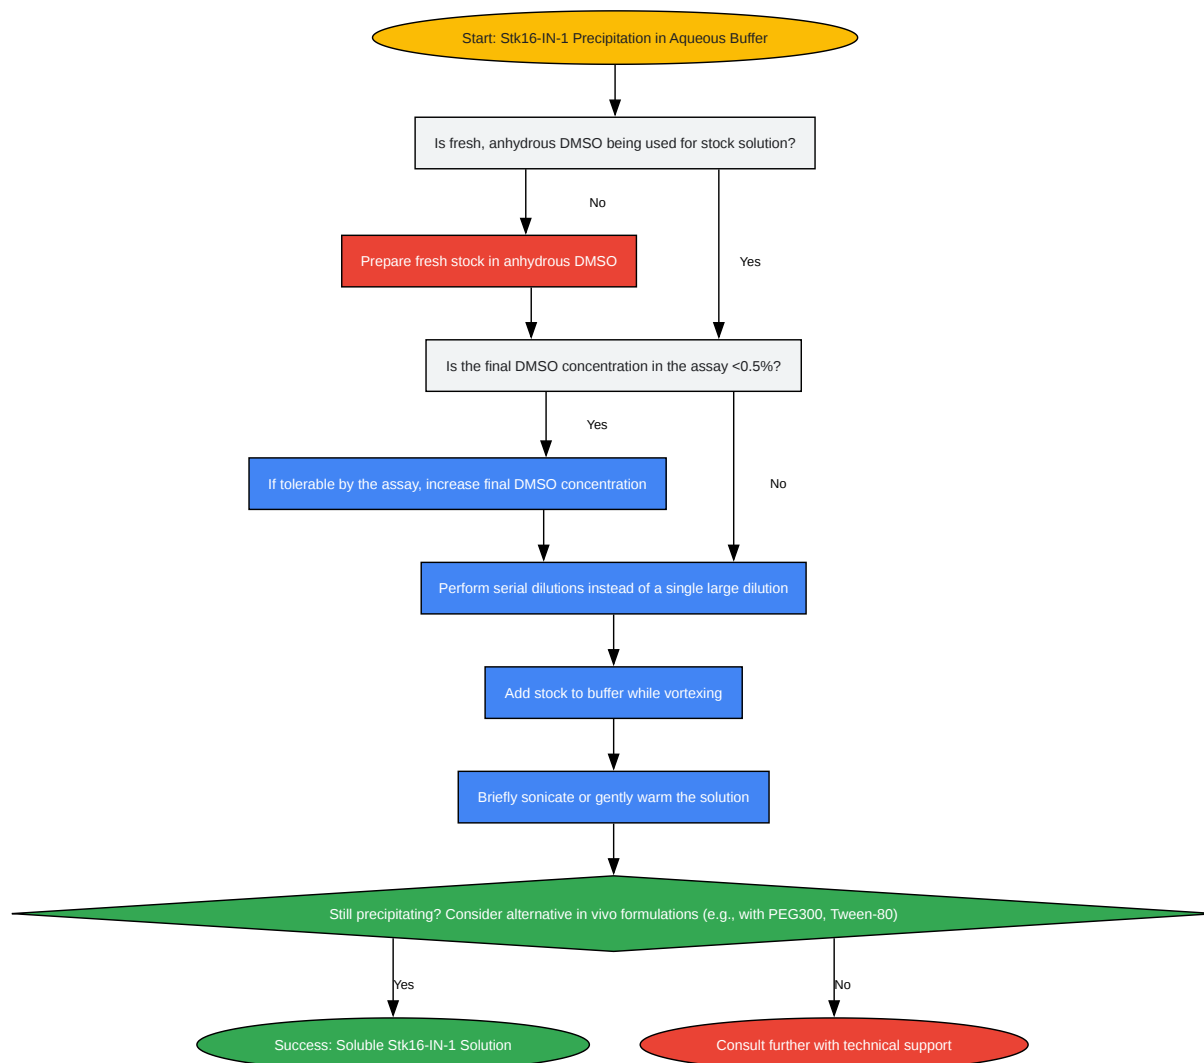 Start: Stk16-IN-1 Precipitation in Aqueous Buffer
Is fresh, anhydrous DMSO being used for stock solution?
No
Prepare fresh stock in anhydrous DMSO
Yes
Is the final DMSO concentration in the assay <0.5%?
Yes
If tolerable by the assay, increase final DMSO concentration
No
Perform serial dilutions instead of a single large dilution
Add stock to buffer while vortexing
Briefly sonicate or gently warm the solution
Still precipitating? Consider alternative in vivo formulations (e.g., with PEG300, Tween-80)
Yes
No
Success: Soluble Stk16-IN-1 Solution
Consult further with technical support